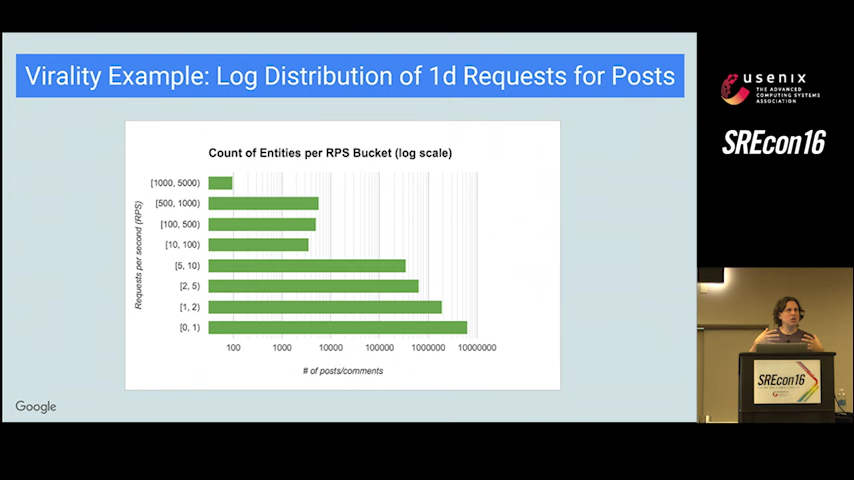 Virality Example: Log Distribution of 1d Requests for Posts
Count of Entities per RPS Bucket (log scale)
Requests per second (RPS)
[1000, 5000)
[500, 1000)
[100, 500)
[10, 100)
[5, 10)
[2, 5)
[1, 2)
[0, 1)
100 1000 10000 100000 1000000 10000000
# of posts/comments
Google
usenix
THE ADVANCED
COMPUTING SYSTEMS
ASSOCIATION
SREcon16
SREcon16